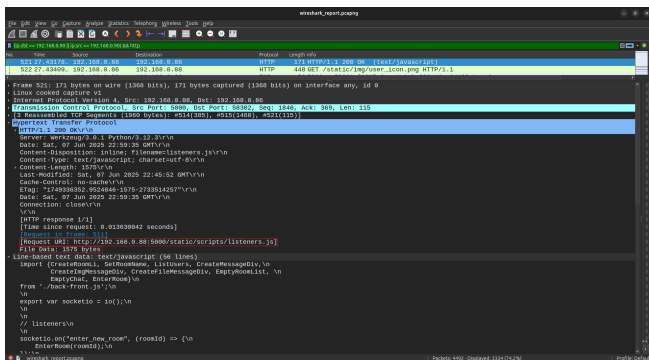 wireshark_report.pcapng
File Edit View Go Capture Analyze Statistics Telephony Wireless Tools Help
No. Time Source Destination Protocol Length Info
521 27.43176… 192.168.0.88 192.168.0.86 HTTP 171 HTTP/1.1 200 OK (text/javascript)
522 27.43409… 192.168.0.86 192.168.0.88 HTTP 448 GET /static/img/user_icon.png HTTP/1.1
Frame 521: 171 bytes on wire (1368 bits), 171 bytes captured (1368 bits) on interface any, id 0
Linux cooked capture v1
Internet Protocol Version 4, Src: 192.168.0.88, Dst: 192.168.0.86
Transmission Control Protocol, Src Port: 5000, Dst Port: 58302, Seq: 1846, Ack: 369, Len: 115
[3 Reassembled TCP Segments (1960 bytes): #514(385), #515(1460), #521(115)]
Hypertext Transfer Protocol
HTTP/1.1 200 OK\r\n
Server: Werkzeug/3.0.1 Python/3.12.3\r\n
Date: Sat, 07 Jun 2025 22:59:35 GMT\r\n
Content-Disposition: inline; filename=listeners.js\r\n
Content-Type: text/javascript; charset=utf-8\r\n
Content-Length: 1575\r\n
Last-Modified: Sat, 07 Jun 2025 22:45:52 GMT\r\n
Cache-Control: no-cache\r\n
ETag: "1749336352.9524846-1575-2733514257"\r\n
Date: Sat, 07 Jun 2025 22:59:35 GMT\r\n
Connection: close\r\n
\r\n
[HTTP response 1/1]
[Time since request: 0.013630042 seconds]
[Request in frame: 511]
[Request URI: http://192.168.0.88:5000/static/scripts/listeners.js]
File Data: 1575 bytes
Line-based text data: text/javascript (56 lines)
import {CreateRoomLi, SetRoomName, ListUsers, CreateMessageDiv,\n
CreateImgMessageDiv, CreateFileMessageDiv, EmptyRoomList, \n
EmptyChat, EnterRoom}\n
from './back-front.js';\n
\n
export var socketio = io();\n
\n
\n
// listeners\n
\n
socketio.on("enter_new_room", (roomId) => {\n
EnterRoom(roomId);\n
});\n
wireshark_report.pcapng Packets: 4492 · Displayed: 3334 (74.2%) Profile: Default